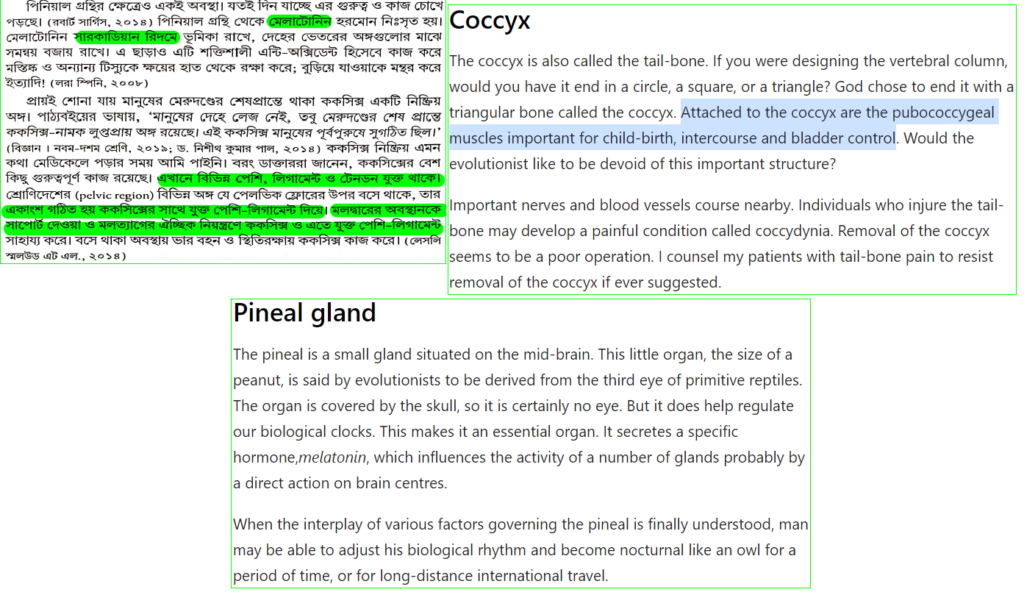 পিনিয়াল গ্রন্থির ক্ষেত্রেও একই অবস্থা। যতই দিন যাচ্ছে এর গুরুত্ব ও কাজ চোখে
পড়ছে। (রবার্ট সার্গিস, ২০১৪) পিনিয়াল গ্রন্থি থেকে মেলাটোনিন হরমোন নিঃসৃত হয়।
মেলাটোনিন সারকাডিয়ান রিদমে ভূমিকা রাখে, দেহের ভেতরের অঙ্গগুলোর মাঝে
সমন্বয় বজায় রাখে। এ ছাড়াও এটি শক্তিশালী এন্টি-অক্সিডেন্ট হিসেবে কাজ করে
মস্তিষ্ক ও অন্যান্য টিস্যুকে ক্ষয়ের হাত থেকে রক্ষা করে; বুড়িয়ে যাওয়াকে মন্থর করে
ইত্যাদি! (লরা স্পিনি, ২০০৮)
প্রায়ই শোনা যায় মানুষের মেরুদণ্ডের শেষপ্রান্তে থাকা ককসিক্স একটি নিষ্ক্রিয়
অঙ্গ। পাঠ্যবইয়ের ভাষায়, ‘মানুষের দেহে লেজ নেই, তবু মেরুদণ্ডের শেষ প্রান্তে
ককসিক্স-নামক লুপ্তপ্রায় অঙ্গ রয়েছে। এই ককসিক্স মানুষের পূর্বপুরুষে সুগঠিত ছিল।’
(বিজ্ঞান । নবম-দশম শ্রেণি, ২০১৯; ড. নিশীথ কুমার পাল, ২০১৪) ককসিক্স নিষ্ক্রিয় এমন
কথা মেডিকেলে পড়ার সময় আমি পাইনি। বরং ডাক্তাররা জানেন, ককসিক্সের বেশ
কিছু গুরুত্বপূর্ণ কাজ রয়েছে। এখানে বিভিন্ন পেশি, লিগামেন্ট ও টেনডন যুক্ত থাকে।
শ্রোণিদেশের (pelvic region) বিভিন্ন অঙ্গ যে পেলভিক ফ্লোরের উপর বসে থাকে, তার
একাংশ গঠিত হয় ককসিক্সের সাথে যুক্ত পেশি-লিগামেন্ট দিয়ে। মলদ্বারের অবস্থানকে
সাপোর্ট দেওয়া ও মলত্যাগের ঐচ্ছিক নিয়ন্ত্রণে ককসিক্স ও এতে যুক্ত পেশি-লিগামেন্ট
সাহায্য করে। বসে থাকা অবস্থায় ভার বহন ও স্থিতিরক্ষায় ককসিক্স কাজ করে। (লেসলি
স্মলউড এট এল., ২০১৪)
Coccyx
The coccyx is also called the tail-bone. If you were designing the vertebral column,
would you have it end in a circle, a square, or a triangle? God chose to end it with a
triangular bone called the coccyx. Attached to the coccyx are the pubococcygeal
muscles important for child-birth, intercourse and bladder control. Would the
evolutionist like to be devoid of this important structure?
Important nerves and blood vessels course nearby. Individuals who injure the tail-
bone may develop a painful condition called coccydynia. Removal of the coccyx
seems to be a poor operation. I counsel my patients with tail-bone pain to resist
removal of the coccyx if ever suggested.
Pineal gland
The pineal is a small gland situated on the mid-brain. This little organ, the size of a
peanut, is said by evolutionists to be derived from the third eye of primitive reptiles.
The organ is covered by the skull, so it is certainly no eye. But it does help regulate
our biological clocks. This makes it an essential organ. It secretes a specific
hormone,melatonin, which influences the activity of a number of glands probably by
a direct action on brain centres.
When the interplay of various factors governing the pineal is finally understood, man
may be able to adjust his biological rhythm and become nocturnal like an owl for a
period of time, or for long-distance international travel.